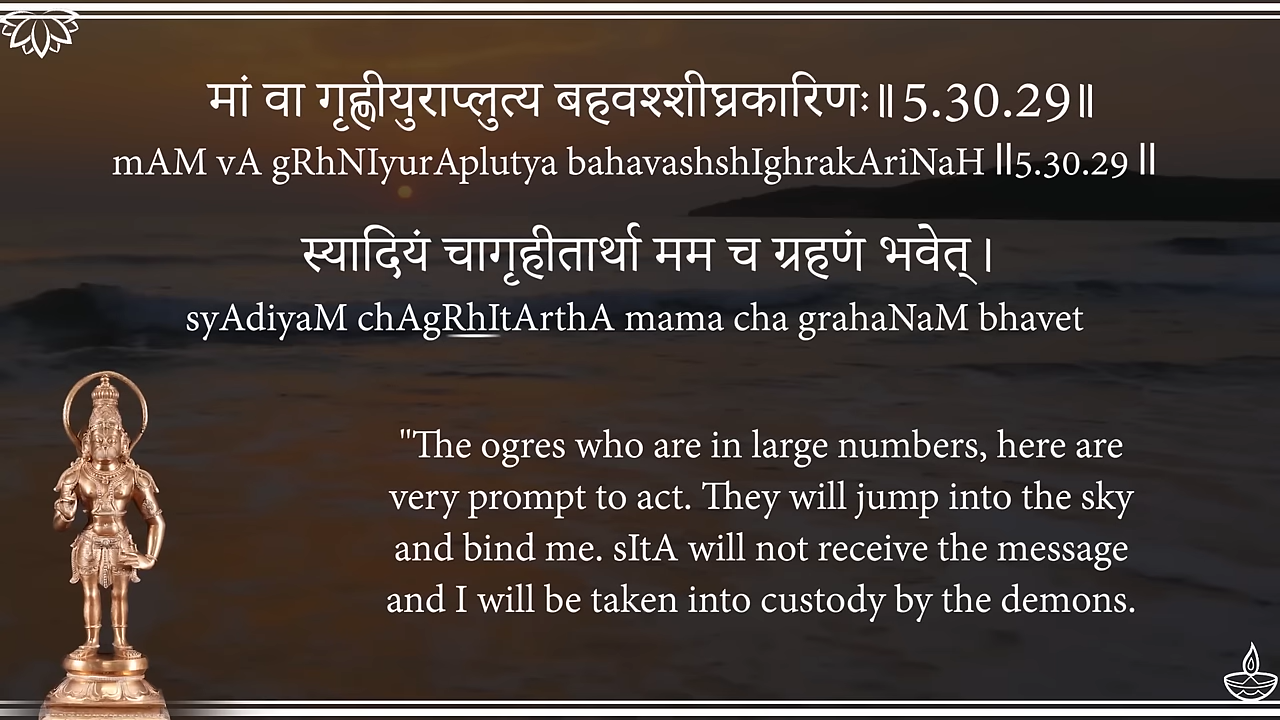 मां वा गृह्णीयुराप्लुत्य बहवश्शीघ्रकारिणः॥5.30.29॥
mAM vA gRhNIyurAplutya bahavashshIghrakAriNaH ॥5.30.29 ॥
स्यादियं चागृहीतार्था मम च ग्रहणं भवेत्।
syAdiyaM chAgRhItArthA mama cha grahaNaM bhavet
"The ogres who are in large numbers, here are
very prompt to act. They will jump into the sky
and bind me. sItA will not receive the message
and I will be taken into custody by the demons.